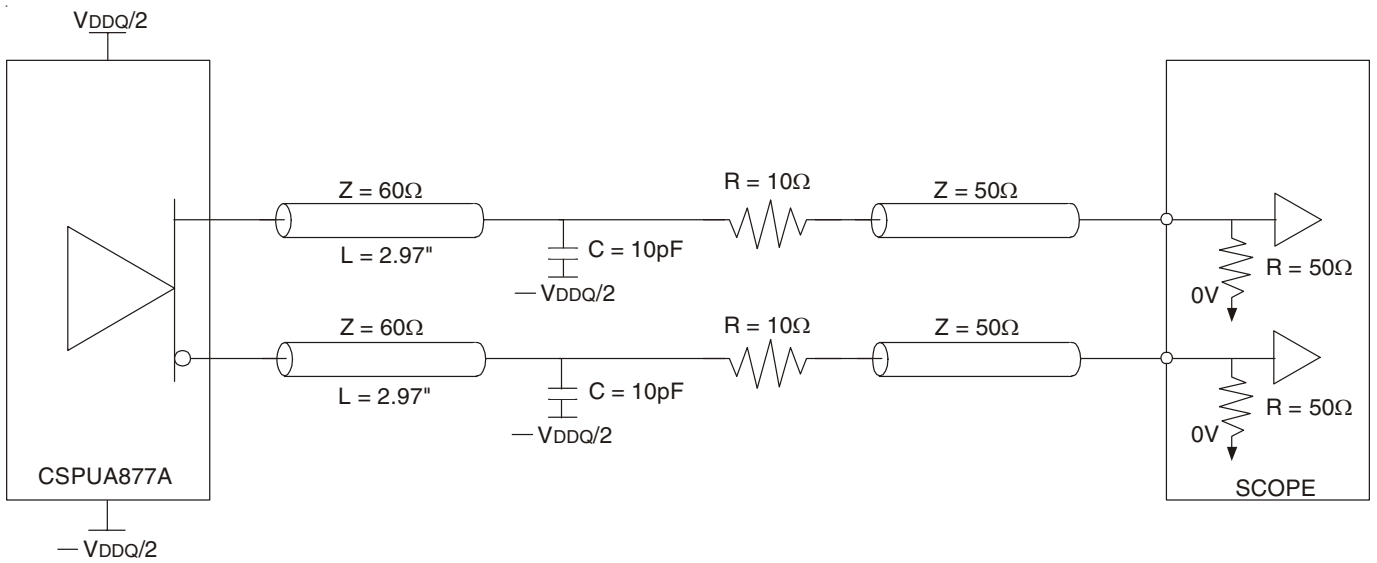 VDDQ/2
Z = 60Ω
R = 10Ω
Z = 50Ω
L = 2.97"
C = 10pF
— VDDQ/2
R = 50Ω
0V
Z = 60Ω
R = 10Ω
Z = 50Ω
L = 2.97"
C = 10pF
— VDDQ/2
R = 50Ω
0V
CSPUA877A
SCOPE
— VDDQ/2